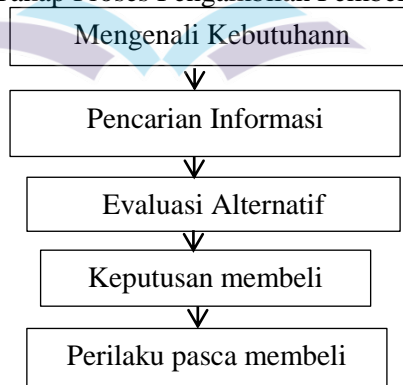 Mengenali Kebutuhann
Pencarian Informasi
Evaluasi Alternatif
Keputusan membeli
Perilaku pasca membeli